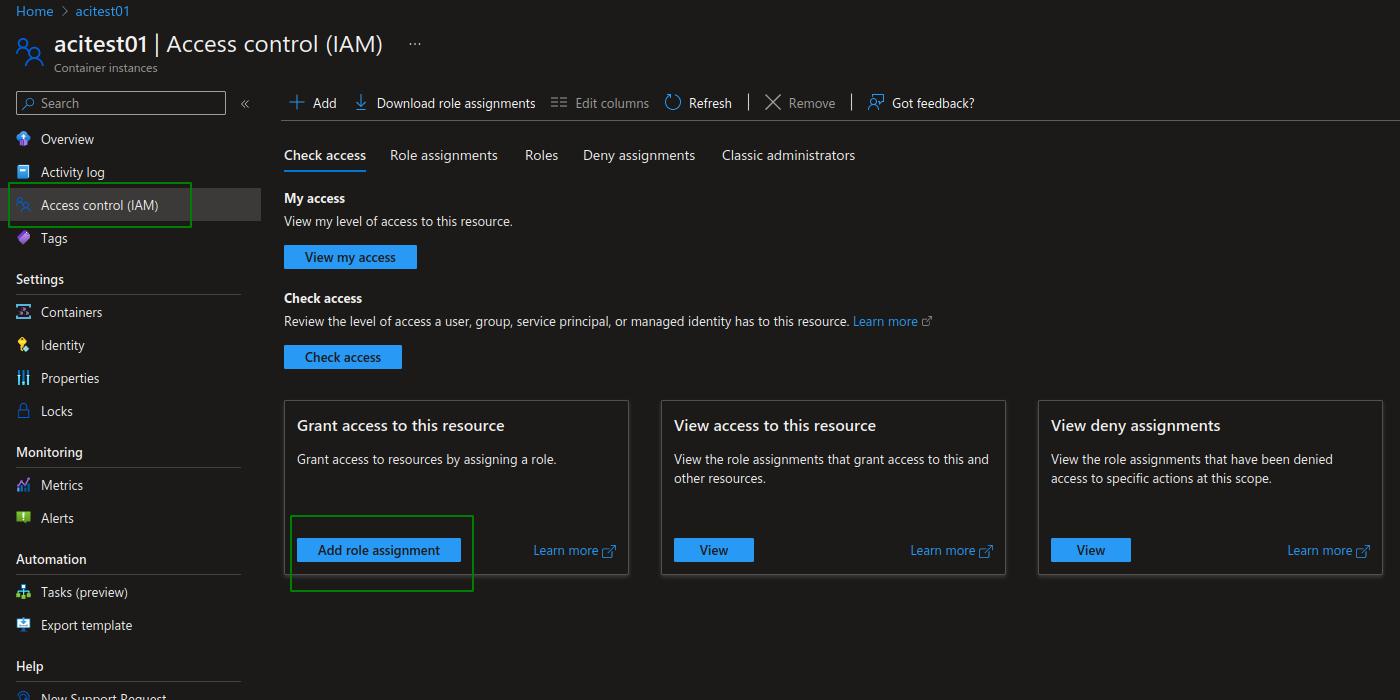 Home > acitest01
acitest01 | Access control (IAM) ...
Container instances
Search «
Overview
Activity log
Access control (IAM)
Tags
Settings
Containers
Identity
Properties
Locks
Monitoring
Metrics
Alerts
Automation
Tasks (preview)
Export template
Help
New Support Request
Add Download role assignments Edit columns Refresh | Remove | Got feedback?
Check access Role assignments Roles Deny assignments Classic administrators
My access
View my level of access to this resource.
View my access
Check access
Review the level of access a user, group, service principal, or managed identity has to this resource. Learn more
Check access
Grant access to this resource
Grant access to resources by assigning a role.
Add role assignment Learn more
View access to this resource
View the role assignments that grant access to this and
other resources.
View Learn more
View deny assignments
View the role assignments that have been denied
access to specific actions at this scope.
View Learn more